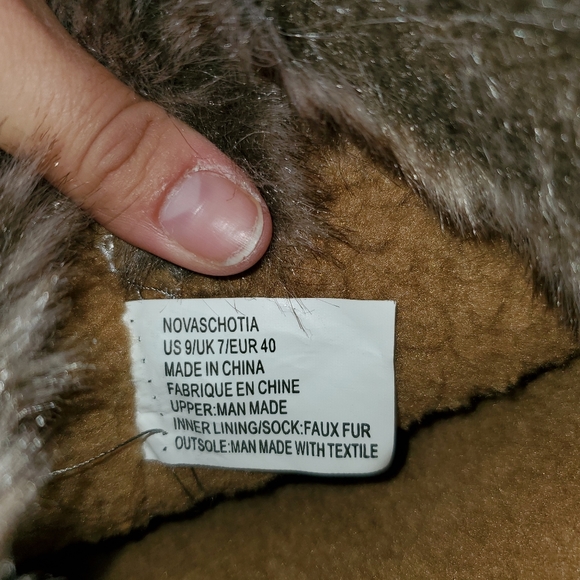 NOVASCHOTIA
US 9/UK 7/EUR 40
MADE IN CHINA
FABRIQUE EN CHINE
UPPER:MAN MADE
INNER LINING/SOCK:FAUX FUR
OUTSOLE:MAN MADE WITH TEXTILE